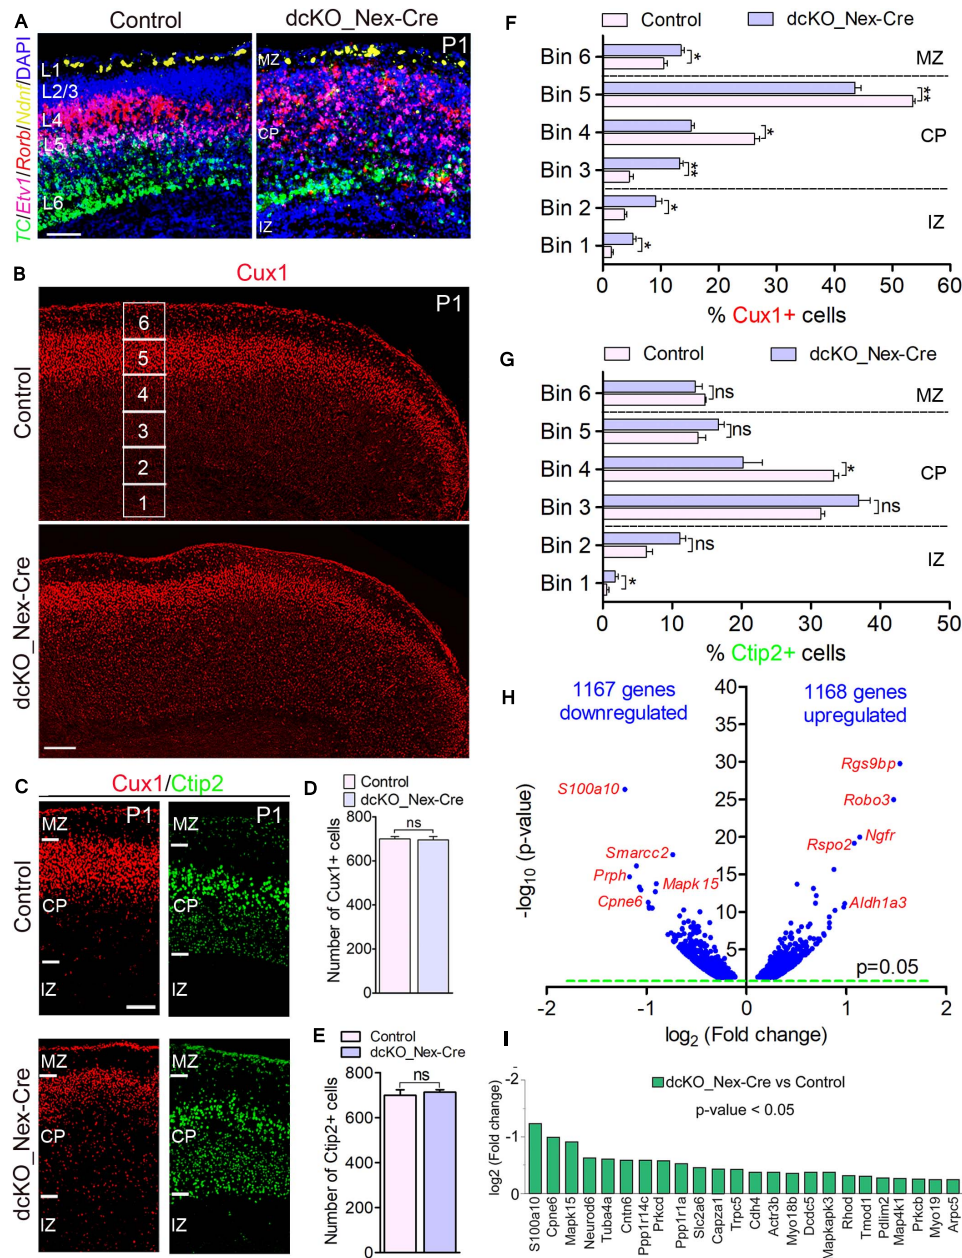 A
Control
dcKO_Nex-Cre
TC/Etv1/Rorb/Ndnf/DAPI
L1
L2/3
L4
L5
L6
P1
MZ
CP
IZ
B
Cux1
Control
P1
6
5
4
3
2
1
dcKO_Nex-Cre
C
Cux1/Ctip2
Control
MZ
P1
CP
IZ
MZ
P1
CP
IZ
dcKO_Nex-Cre
MZ
CP
IZ
MZ
CP
IZ
D
Control
dcKO_Nex-Cre
Number of Cux1+ cells
800
600
400
200
0
ns
E
Control
dcKO_Nex-Cre
Number of Ctip2+ cells
800
600
400
200
0
ns
F
Control
dcKO_Nex-Cre
Bin 6
*
MZ
Bin 5
**
Bin 4
*
CP
Bin 3
**
Bin 2
*
IZ
Bin 1
*
0 10 20 30 40 50 60
% Cux1+ cells
G
Control
dcKO_Nex-Cre
Bin 6
ns
MZ
Bin 5
ns
Bin 4
*
CP
Bin 3
ns
Bin 2
ns
IZ
Bin 1
*
0 10 20 30 40 50
% Ctip2+ cells
H
1167 genes
downregulated
1168 genes
upregulated
-log10 (p-value)
40
35
30
25
20
15
10
5
S100a10
Smarcc2
Prph
Mapk15
Cpne6
Rgs9bp
Robo3
Rspo2
Ngfr
Aldh1a3
p=0.05
-2 -1 0 1 2
log2 (Fold change)
I
dcKO_Nex-Cre vs Control
p-value < 0.05
log2 (Fold change)
-2
-1
0
S100a10
Cpne6
Mapk15
Neurod6
Tuba4a
Cntn6
Ppp1r14c
Prkcd
Ppp1r1a
Slc2a6
Capza1
Trpc5
Cdh4
Actr3b
Myo18b
Dcdc5
Mapkapk3
Rhod
Tmod1
Pdlim2
Map4k1
Prkcb
Myo19
Arpc5